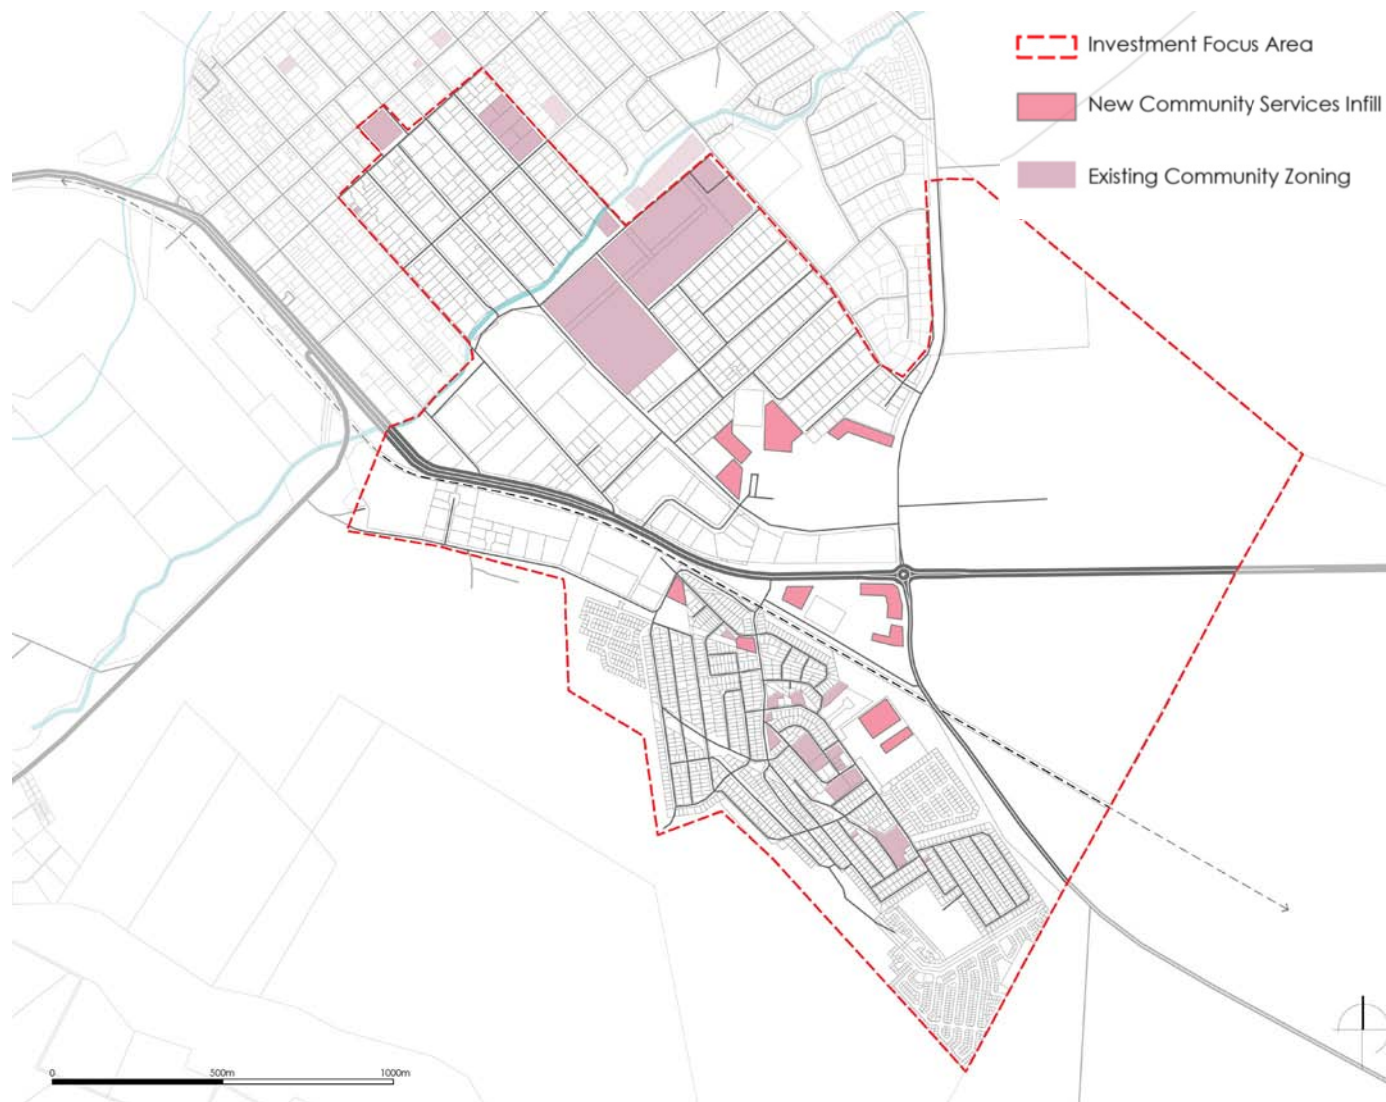 Investment Focus Area
New Community Services Infill
Existing Community Zoning
0 500m 1000m